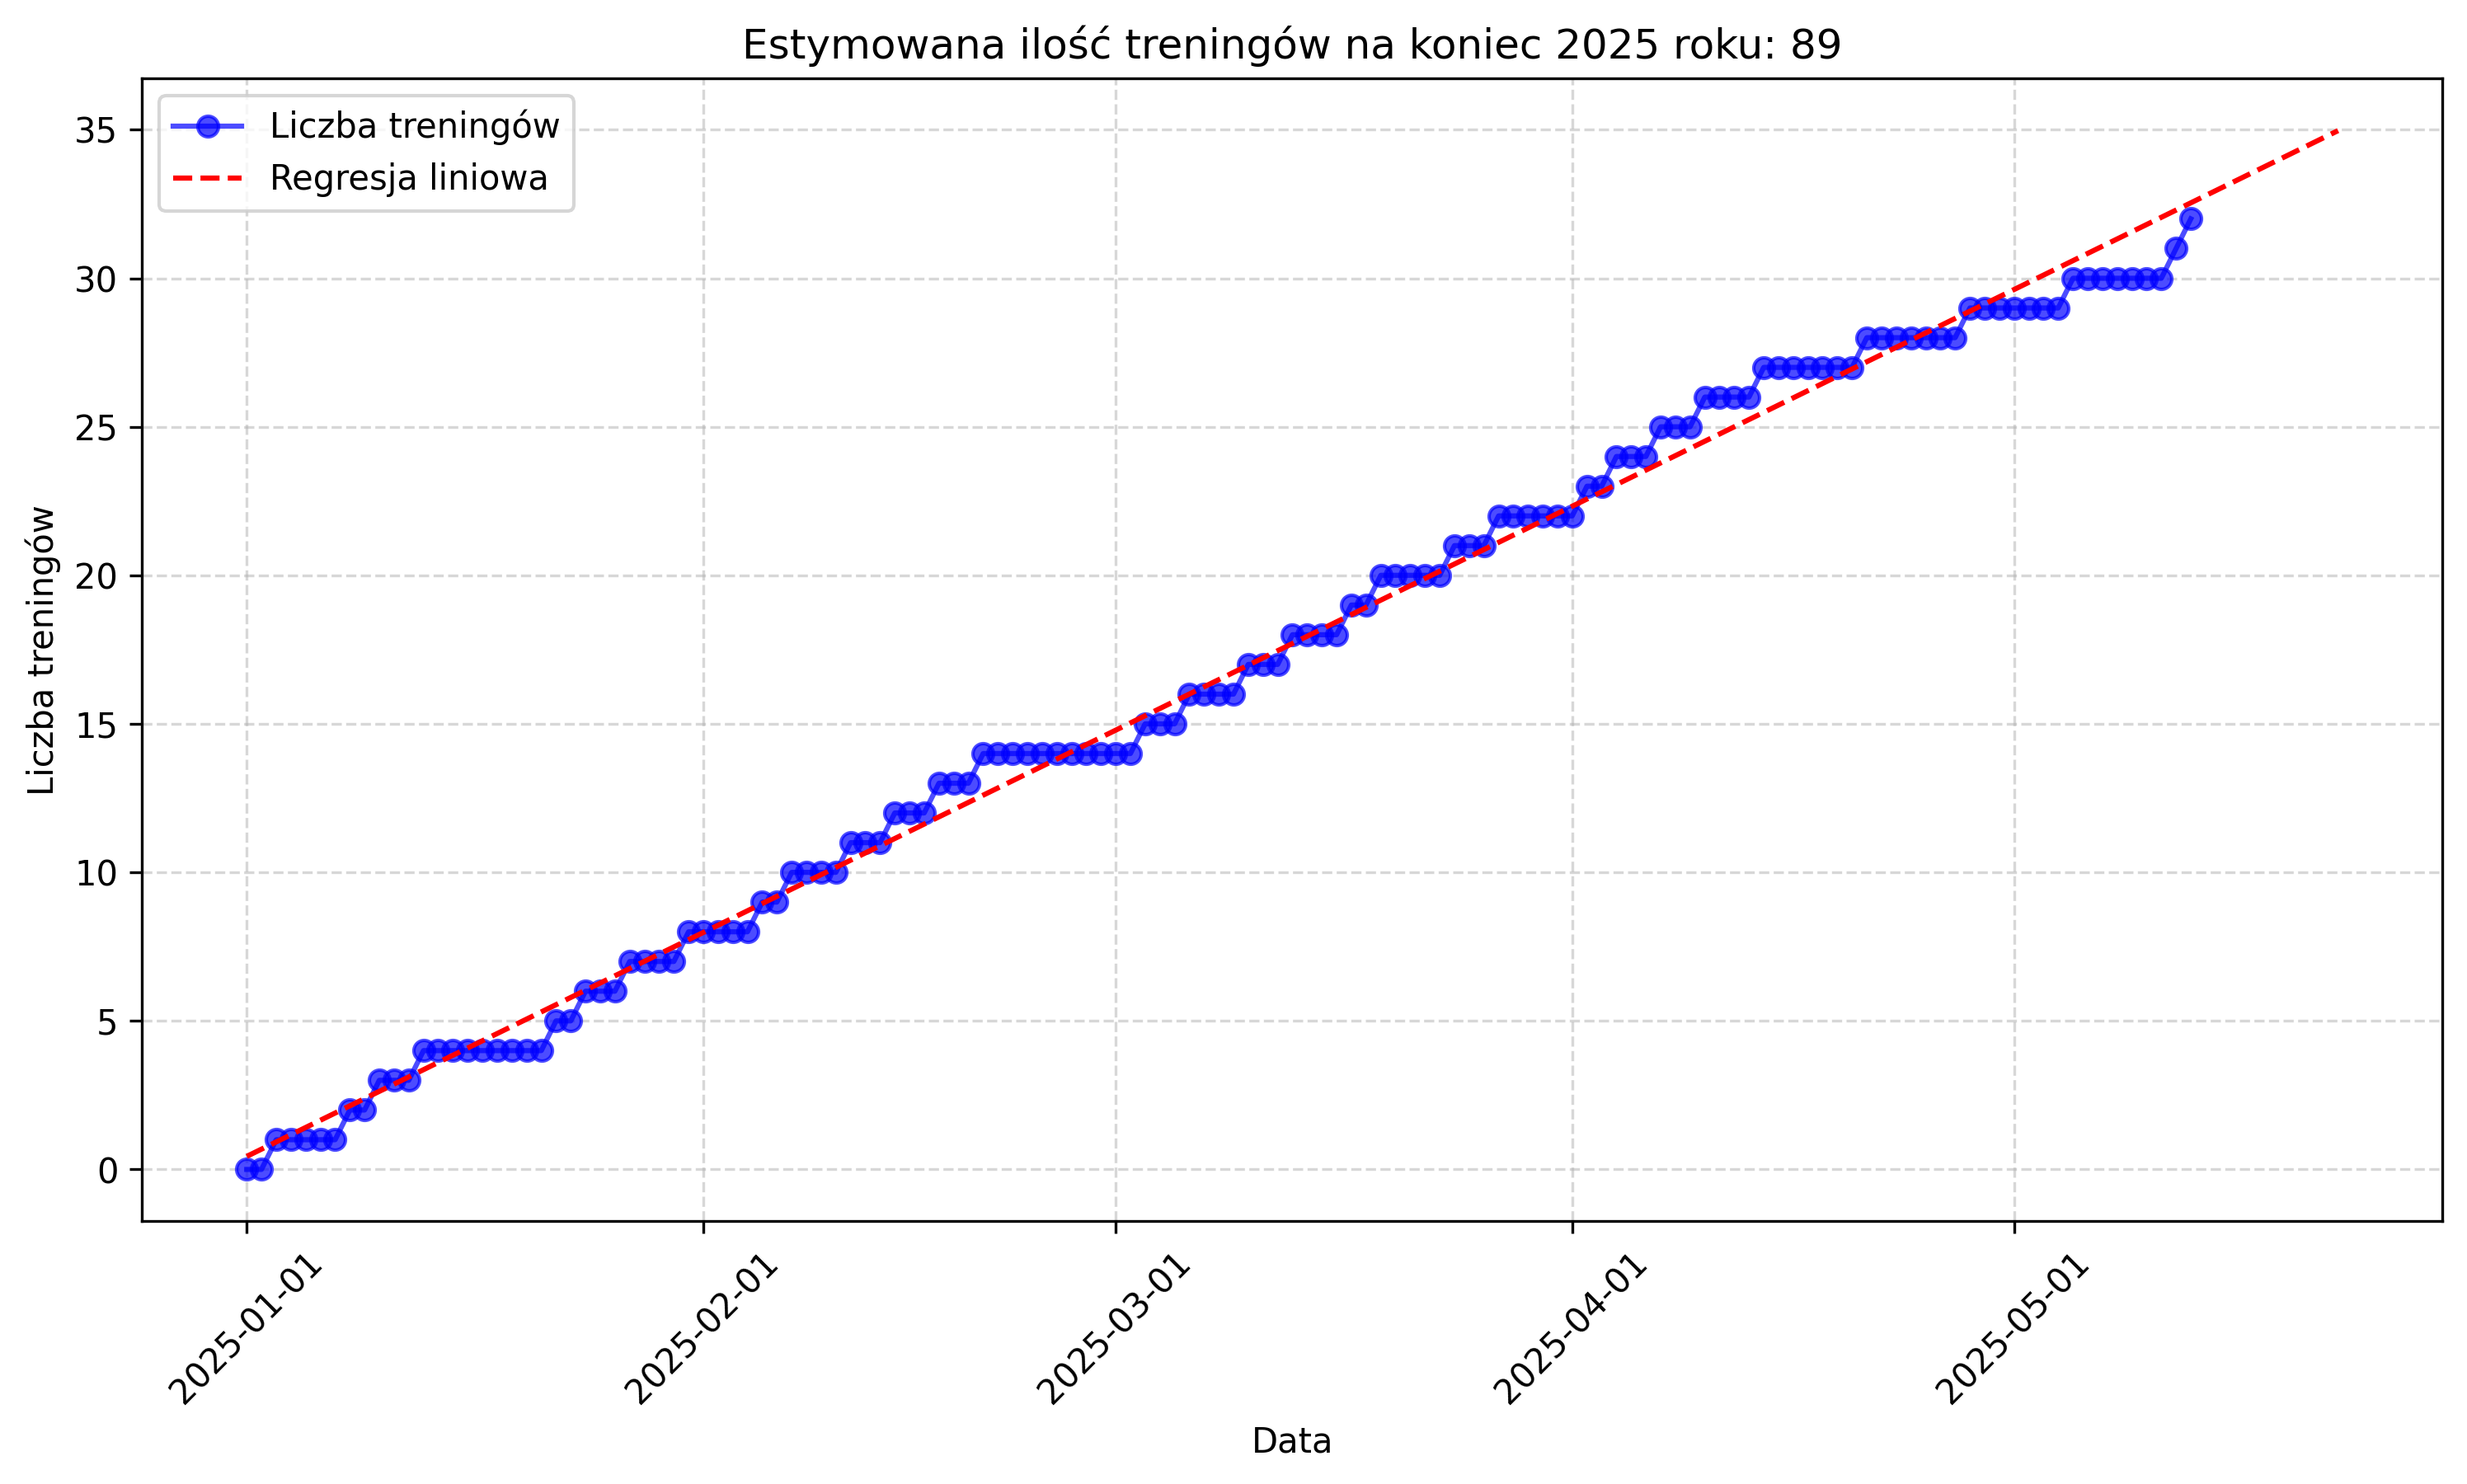 Estymowana ilość treningów na koniec 2025 roku: 89
Liczba treningów
Regresja liniowa
Liczba treningów
35
30
25
20
15
10
5
0
2025-01-01
2025-02-01
2025-03-01
2025-04-01
2025-05-01
Data